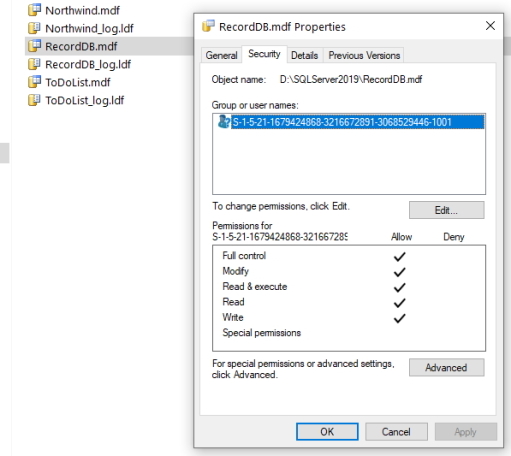 Northwind.mdf
Northwind_log.ldf
RecordDB.mdf
RecordDB_log.ldf
ToDoList.mdf
ToDoList_log.ldf
RecordDB.mdf Properties
General Security Details Previous Versions
Object name: D:\SQLServer2019\RecordDB.mdf
Group or user names:
S-1-5-21-1679424868-3216672891-3068529446-1001
To change permissions, click Edit.
Edit...
Permissions for
S-1-5-21-1679424868-32166728 Allow Deny
Full control
Modify
Read & execute
Read
Write
Special permissions
For special permissions or advanced settings,
click Advanced.
Advanced
OK Cancel Apply